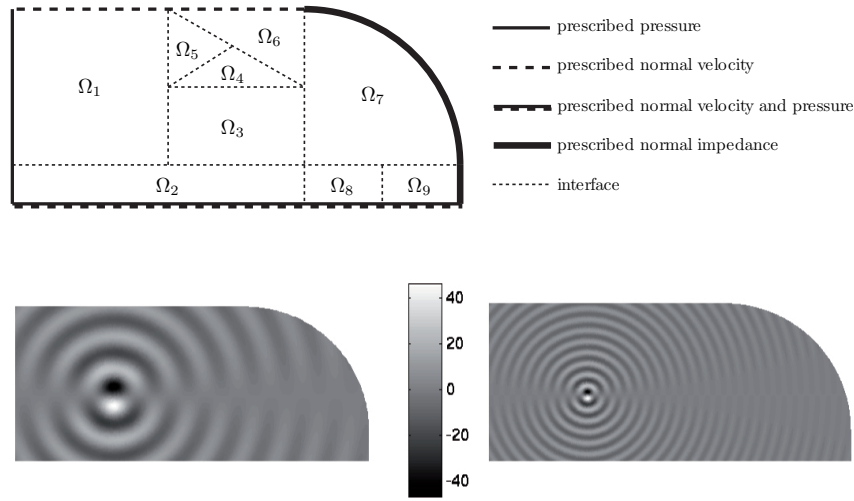 prescribed pressure
prescribed normal velocity
prescribed normal velocity and pressure
prescribed normal impedance
interface
Ω5
Ω6
Ω4
Ω1
Ω7
Ω3
Ω2
Ω8
Ω9
40
20
0
-20
-40